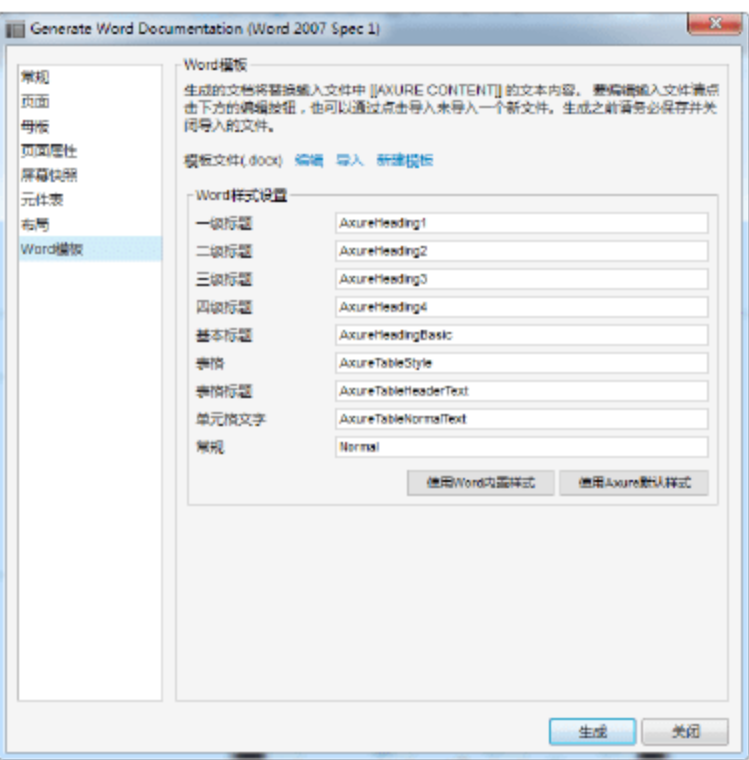 Generate Word Documentation (Word 2007 Spec 1)
常规
页面
母版
页面属性
屏幕快照
元件表
布局
Word模板
Word模板
生成的文档将替换输入文件中 [[AXURE CONTENT]] 的文本内容。 要编辑输入文件请点
击下方的编辑按钮，也可以通过点击导入来导入一个新文件。生成之前请务必保存并关
闭导入的文件。
模板文件(.docx) 编辑 导入 新建模板
Word样式设置
一级标题 AxureHeading1
二级标题 AxureHeading2
三级标题 AxureHeading3
四级标题 AxureHeading4
基本标题 AxureHeadingBasic
表格 AxureTableStyle
表格标题 AxureTableHeaderText
单元格文字 AxureTableNormalText
常规 Normal
使用Word内置样式 使用Axure默认样式
生成 关闭